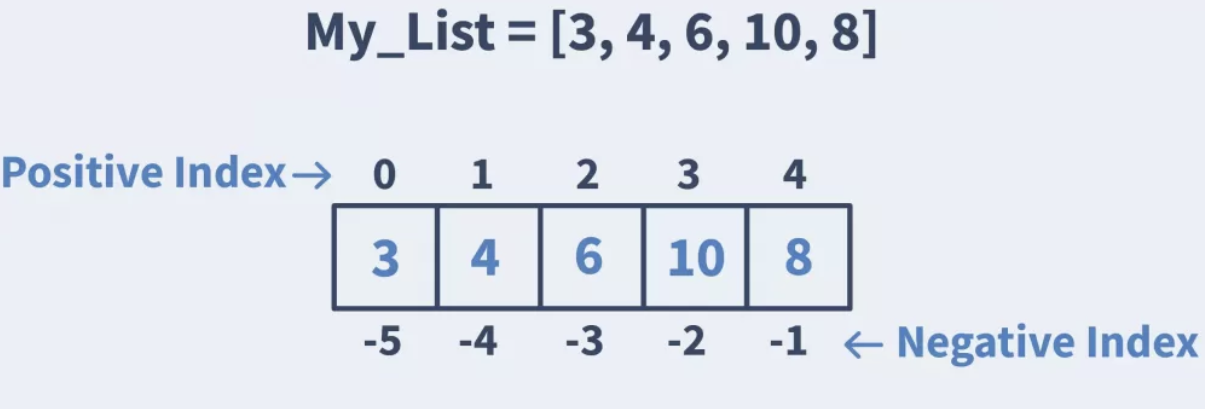 My_List = [3, 4, 6, 10, 8]
Positive Index→ 0 1 2 3 4
3 4 6 10 8
-5 -4 -3 -2 -1 ← Negative Index